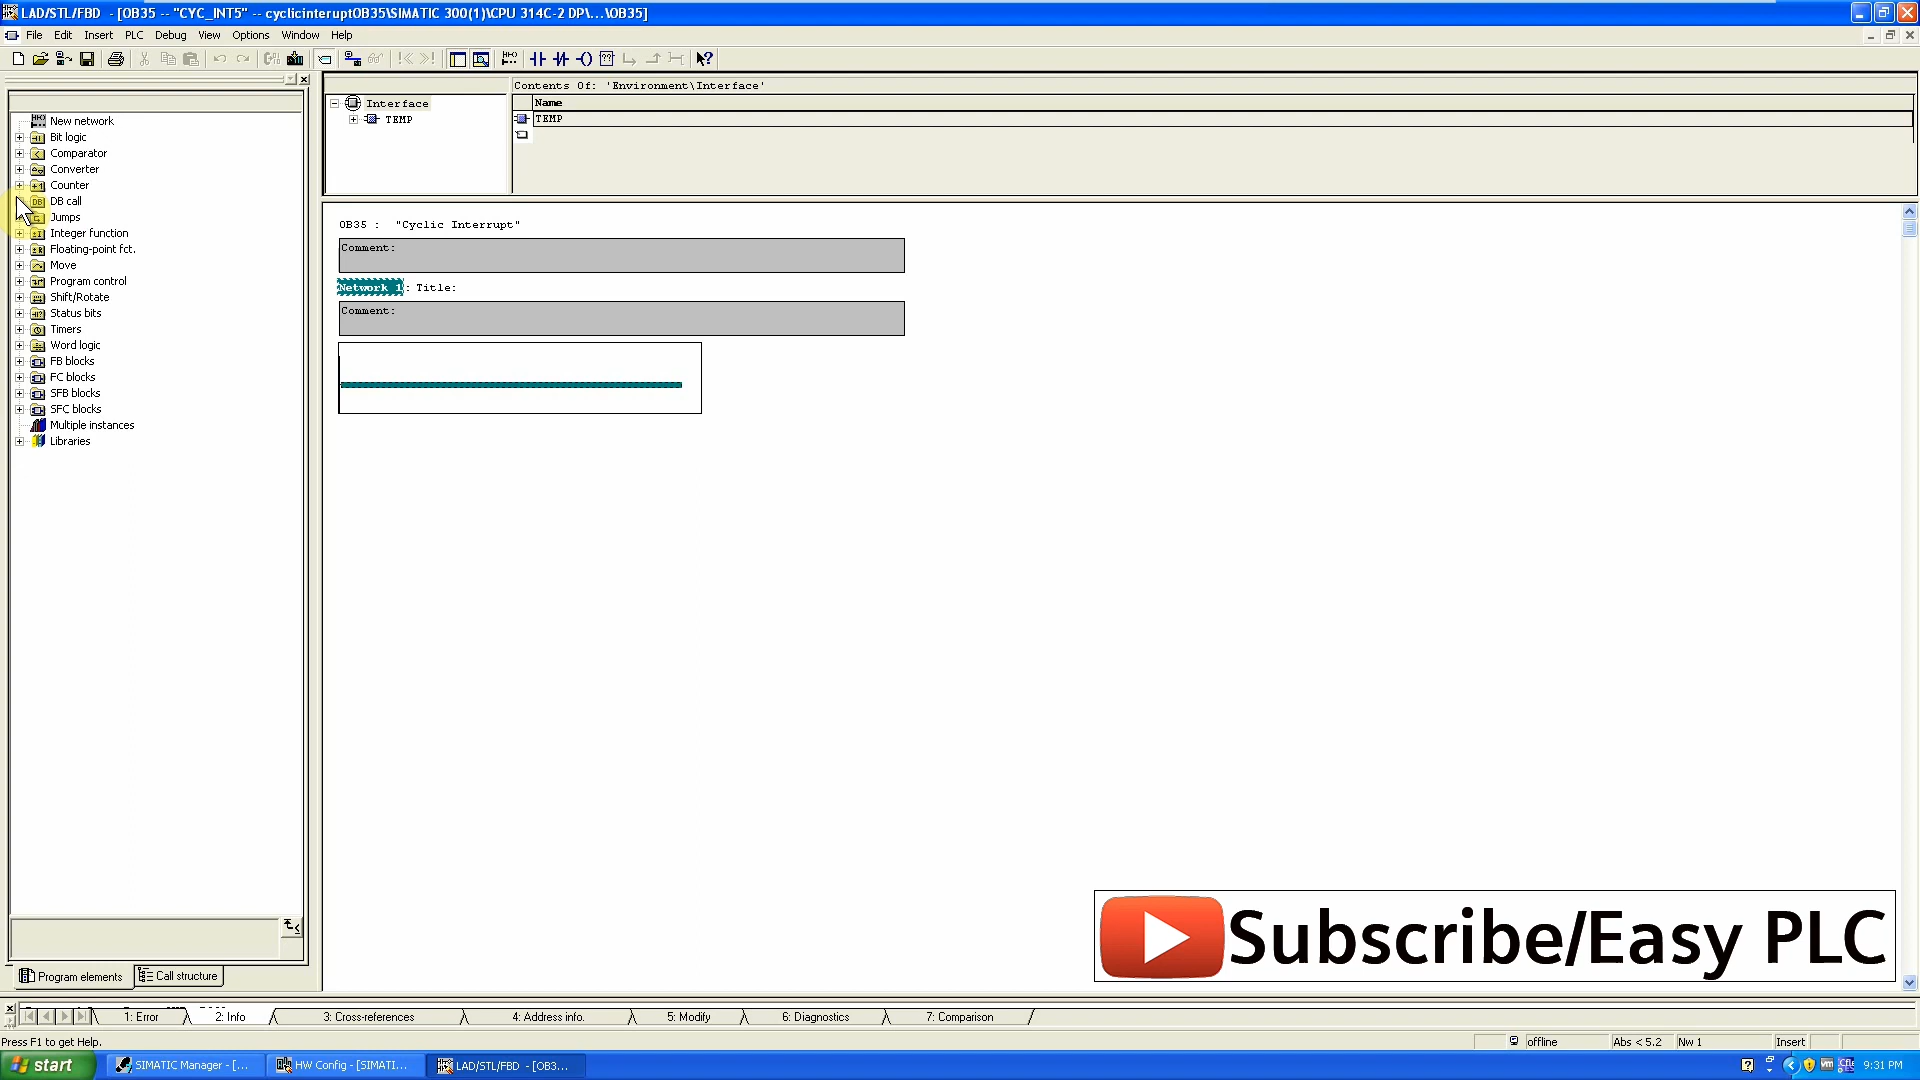 LAD/STL/FBD - [OB35 -- "CYC_INT5" -- cyclicinteruptOB35\SIMATIC 300(1)\CPU 314C-2 DP\...\OB35]
File Edit Insert PLC Debug View Options Window Help
New network
Bit logic
Comparator
Converter
Counter
DB call
Jumps
Integer function
Floating-point fct.
Move
Program control
Shift/Rotate
Status bits
Timers
Word logic
FB blocks
FC blocks
SFB blocks
SFC blocks
Multiple instances
Libraries
Program elements Call structure
Interface
TEMP
Contents Of: 'Environment\Interface'
Name
TEMP
OB35 : "Cyclic Interrupt"
Comment:
Network 1: Title:
Comment:
Subscribe/Easy PLC
1: Error 2: Info 3: Cross-references 4: Address info. 5: Modify 6: Diagnostics 7: Comparison
Press F1 to get Help. offline Abs < 5.2 Nw 1 Insert
start SIMATIC Manager - [... HW Config - [SIMATI... LAD/STL/FBD - [OB3... 9:31 PM